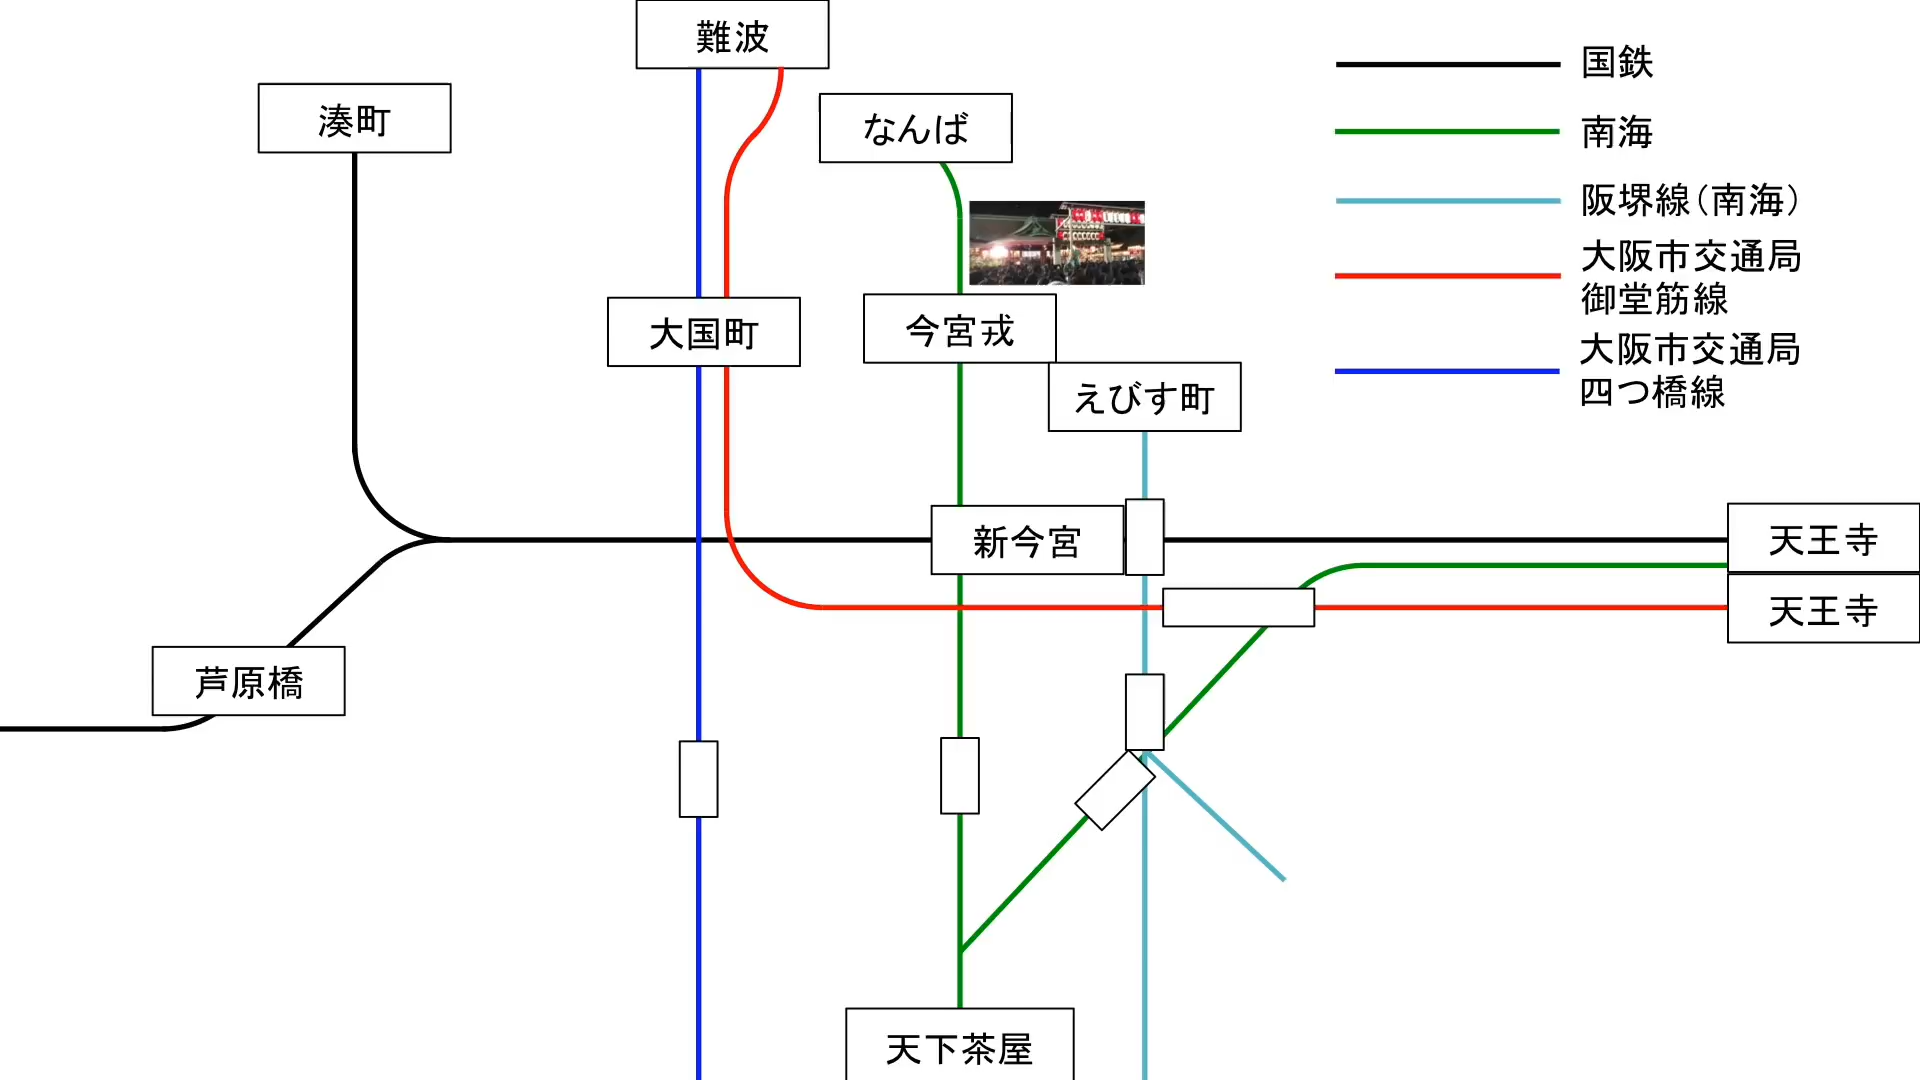 難波
湊町
なんば
大国町
今宮戎
えびす町
新今宮
天王寺
天王寺
芦原橋
天下茶屋
国鉄
南海
阪堺線(南海)
大阪市交通局
御堂筋線
大阪市交通局
四つ橋線